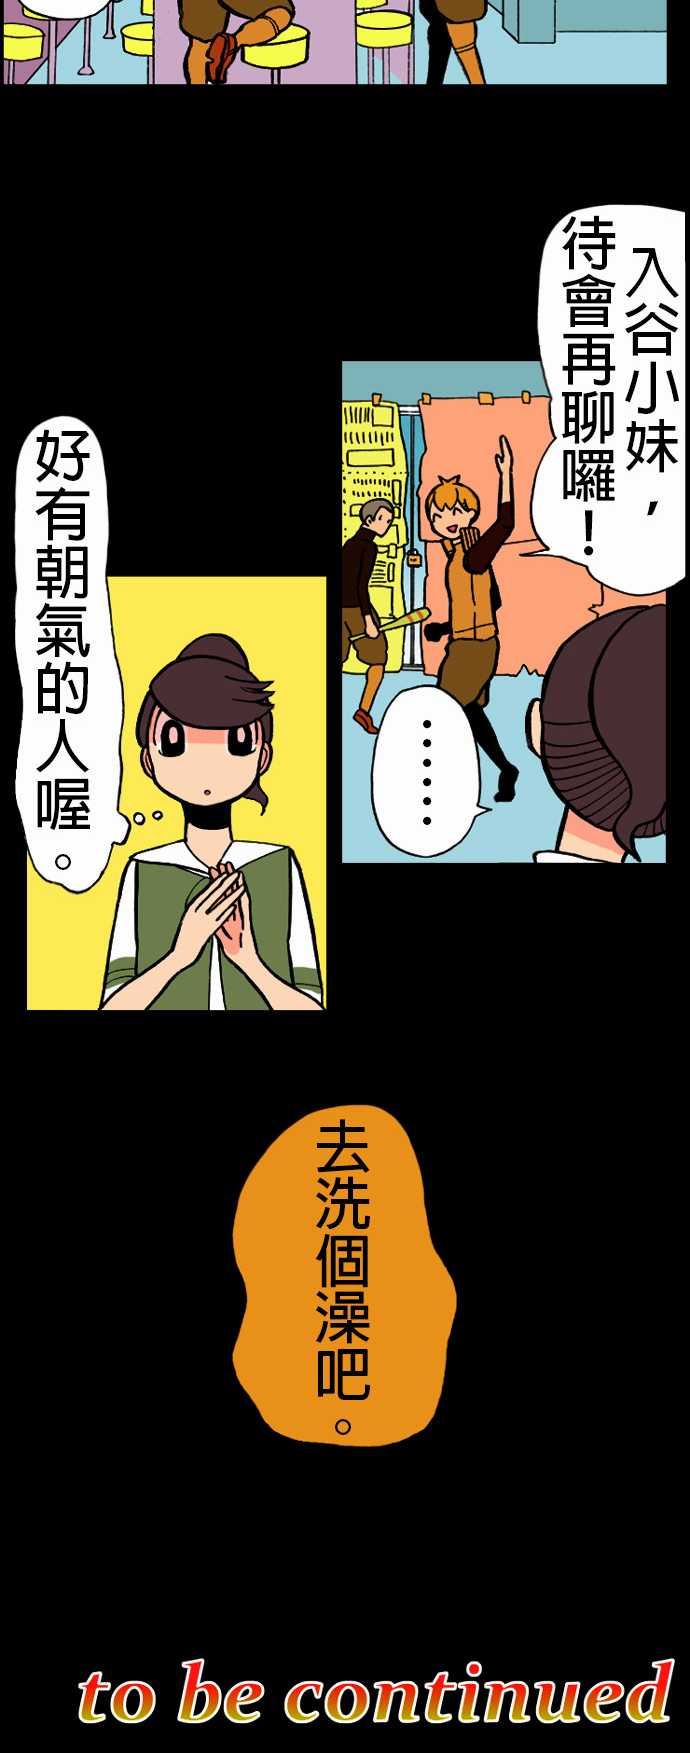 入谷小妹，
待會再聊囉！
⋯⋯
好有朝氣的人喔。
去洗個澡吧。
to be continued